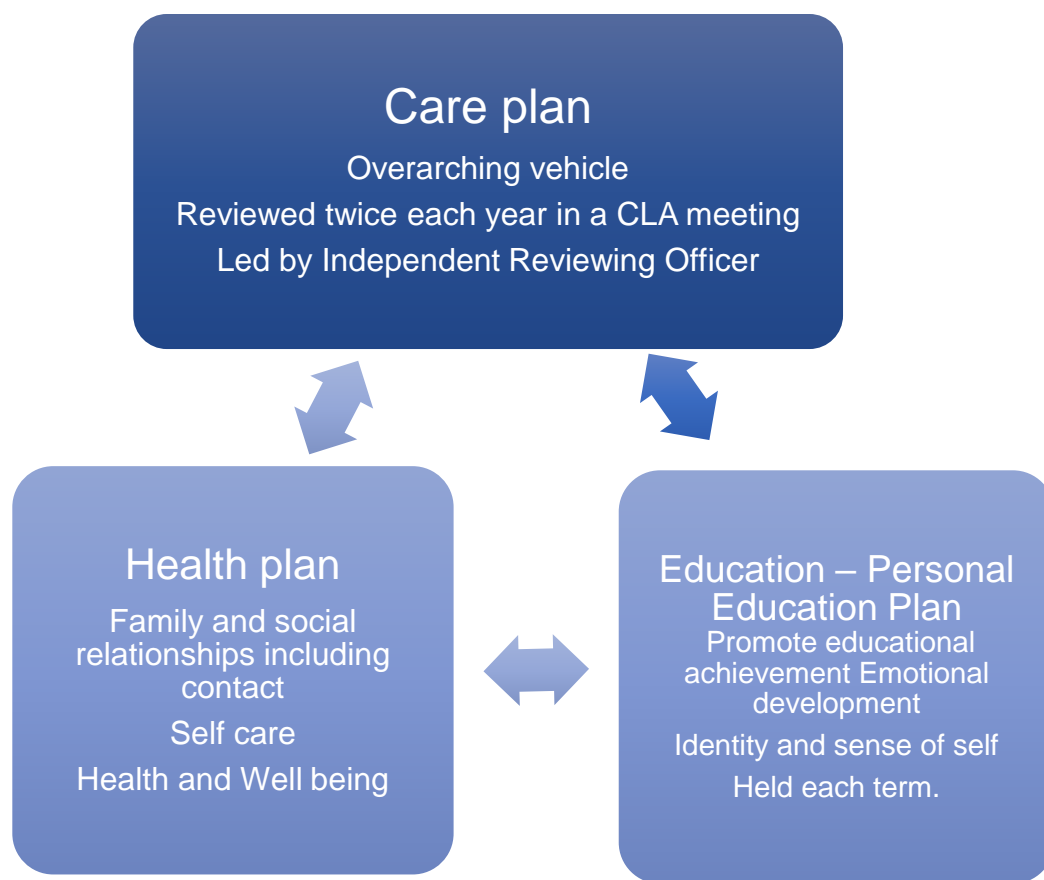 Care plan
Overarching vehicle
Reviewed twice each year in a CLA meeting
Led by Independent Reviewing Officer
Health plan
Family and social
relationships including
contact
Self care
Health and Well being
Education – Personal
Education Plan
Promote educational
achievement Emotional
development
Identity and sense of self
Held each term.